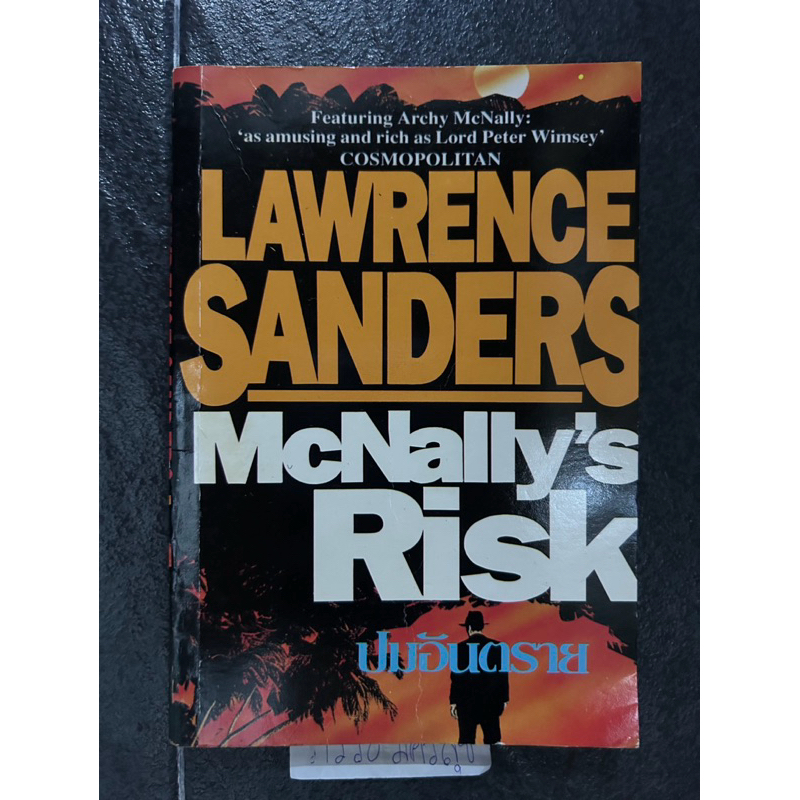 Featuring Archy McNally:
‘as amusing and rich as Lord Peter Wimsey’
COSMOPOLITAN
LAWRENCE
SANDERS
McNally’s
Risk
ปมอันตราย